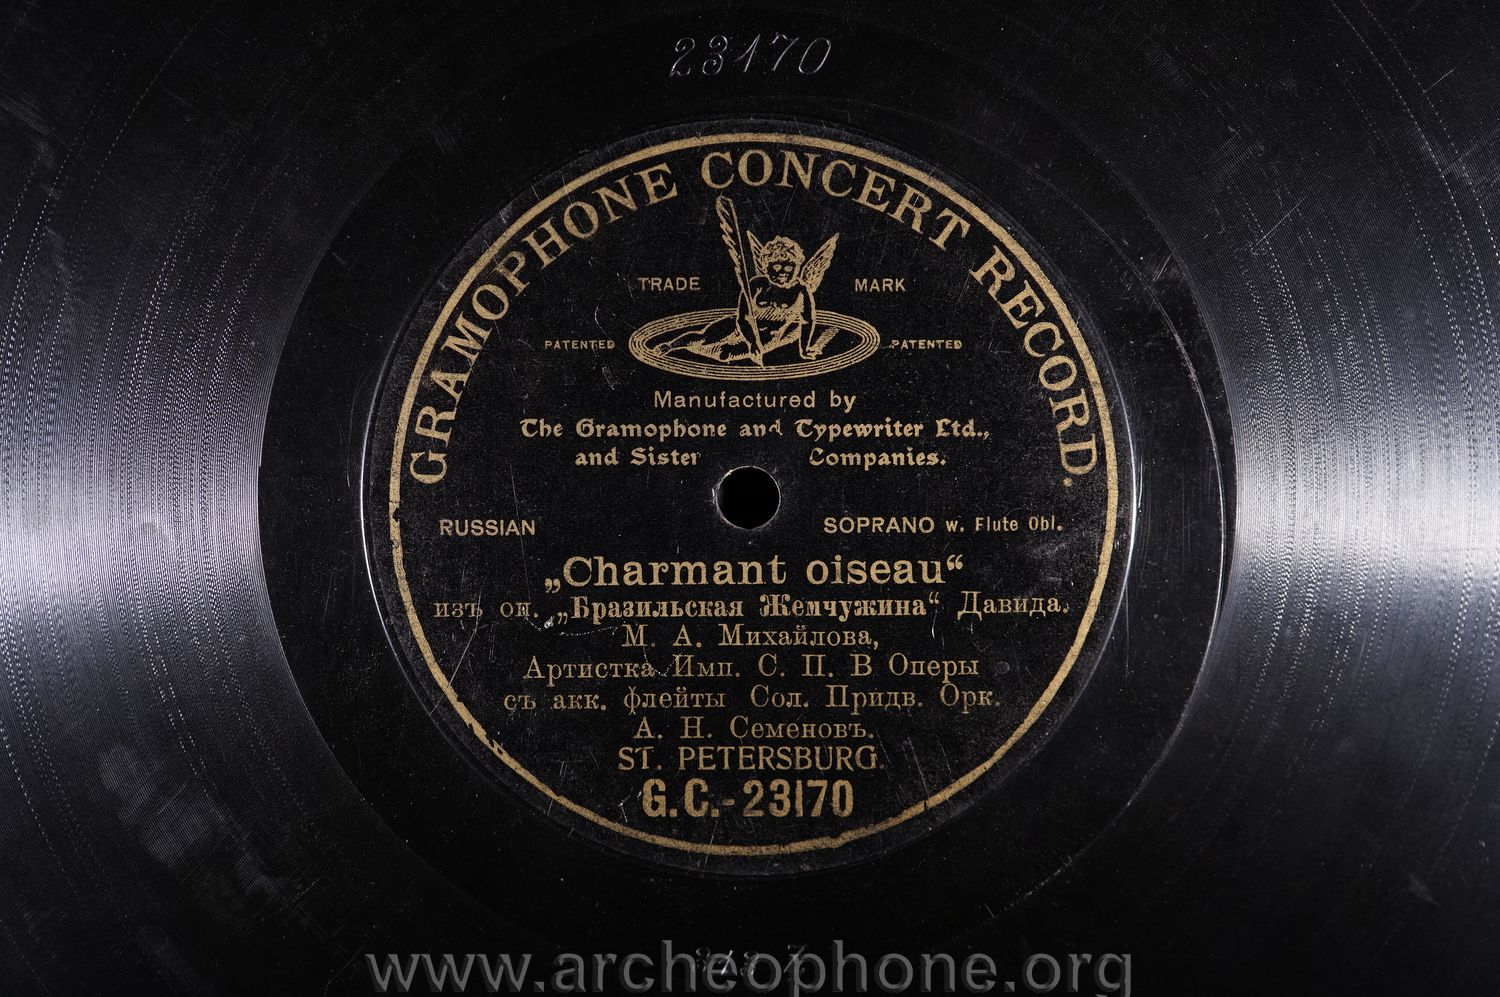 23170
GRAMOPHONE CONCERT RECORD.
TRADE MARK
PATENTED PATENTED
Manufactured by
The Gramophone and Typewriter Ltd.,
and Sister Companies.
RUSSIAN SOPRANO w. Flute Obl.
„Charmant oiseau“
изъ оп. „Бразильская Жемчужина“ Давида.
М. А. Михайлова,
Артистка Имп. С. П. В Оперы
съ акк. флейты Сол. Придв. Орк.
А. Н. Семеновъ.
ST. PETERSBURG.
G.C.-23170
www.archeophone.org